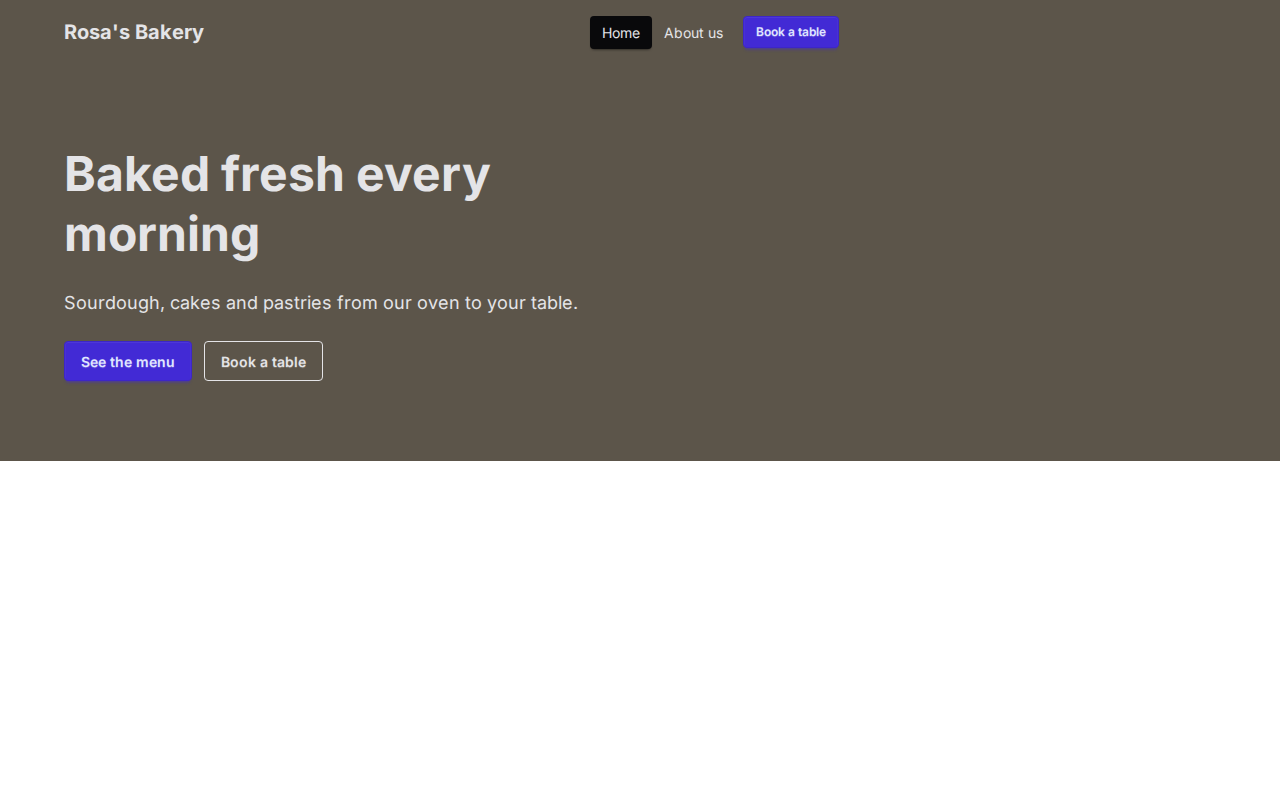 Rosa's Bakery
Home
About us
Book a table
Baked fresh every
morning
Sourdough, cakes and pastries from our oven to your table.
See the menu
Book a table